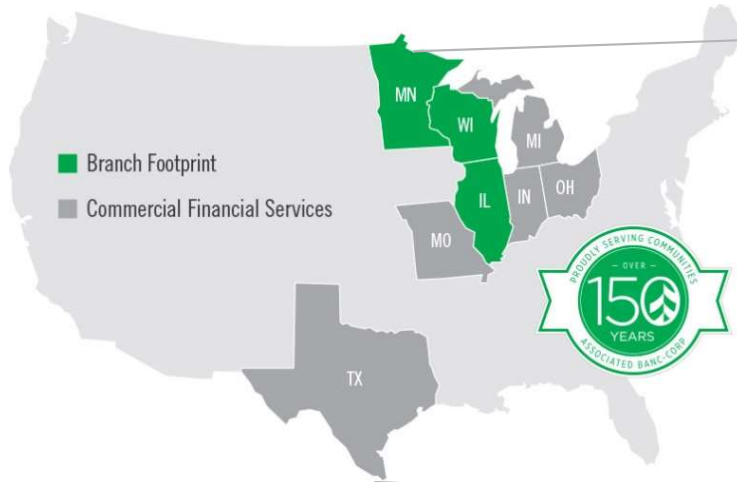 MN
WI
MI
Branch Footprint
IL
IN
OH
Commercial Financial Services
MO
PROUDLY SERVING COMMUNITIES
OVER
150
YEARS
ASSOCIATED BANC-CORP
TX